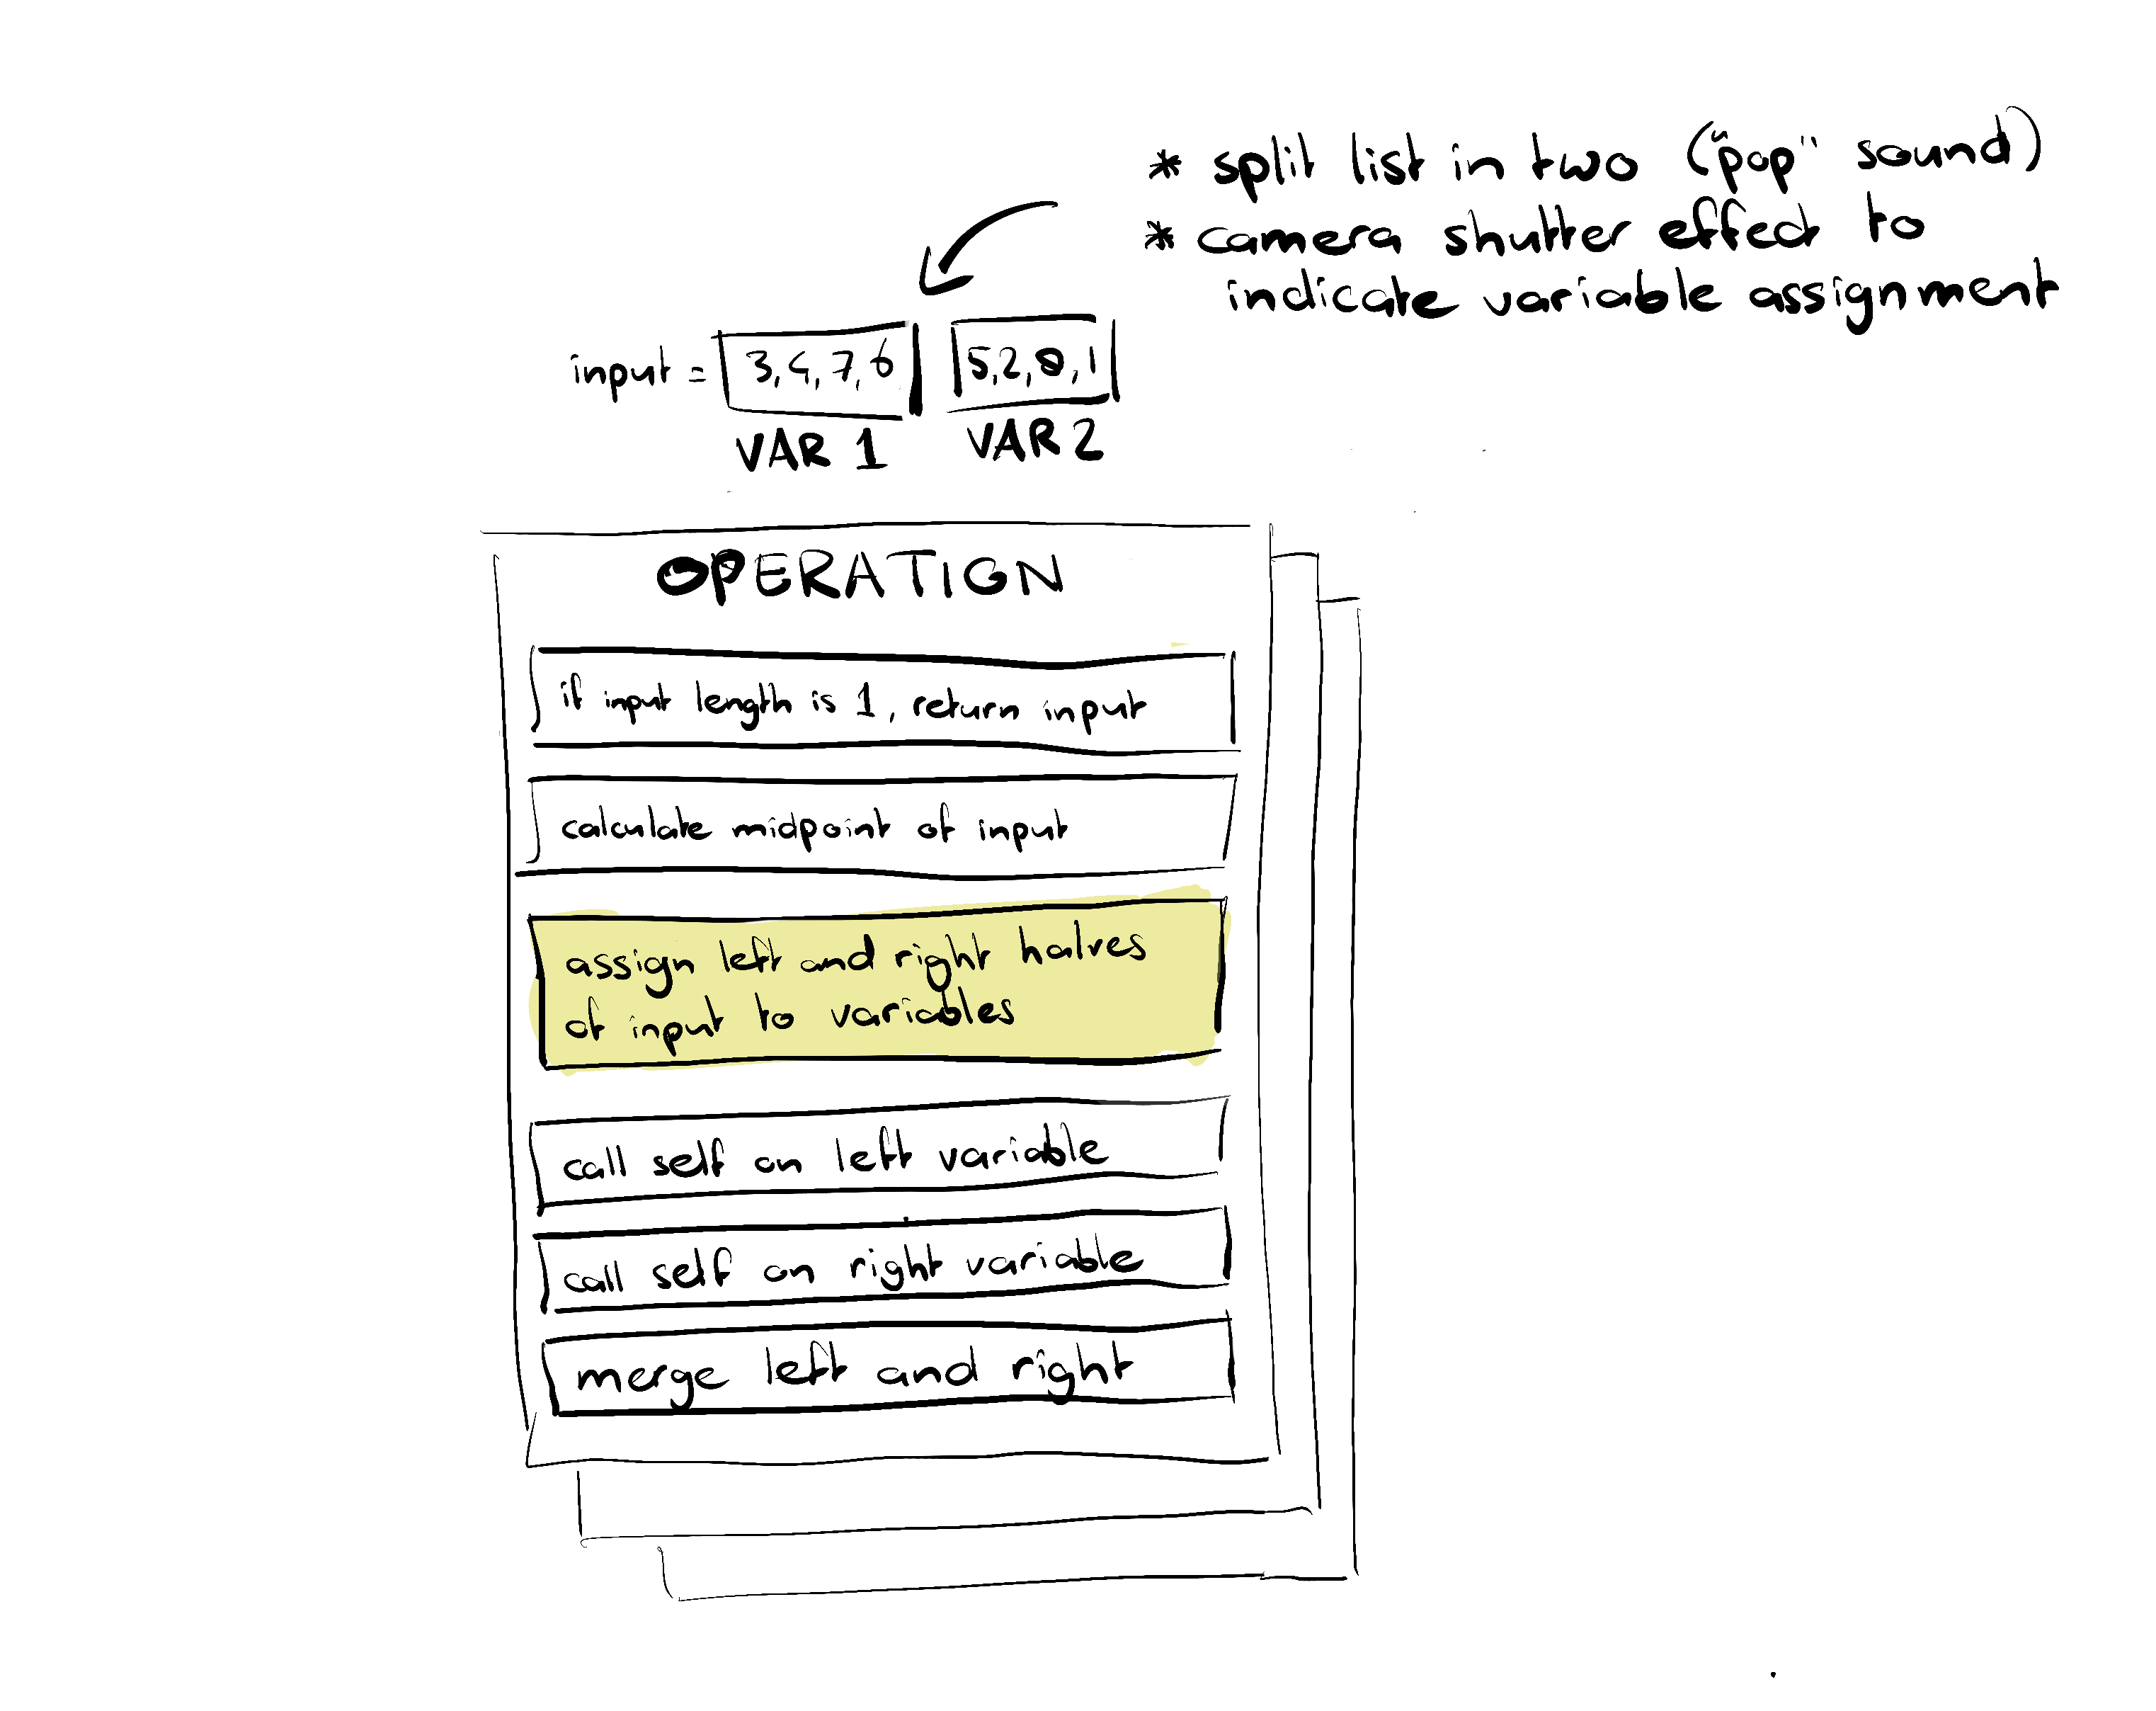 * split list in two ("pop" sound)
* camera shutter effect to
indicate variable assignment
input = 3,4,7,6 5,2,8,1
VAR 1 VAR 2
OPERATION
if input length is 1, return input
calculate midpoint of input
assign left and right halves
of input to variables
call self on left variable
call self on right variable
merge left and right